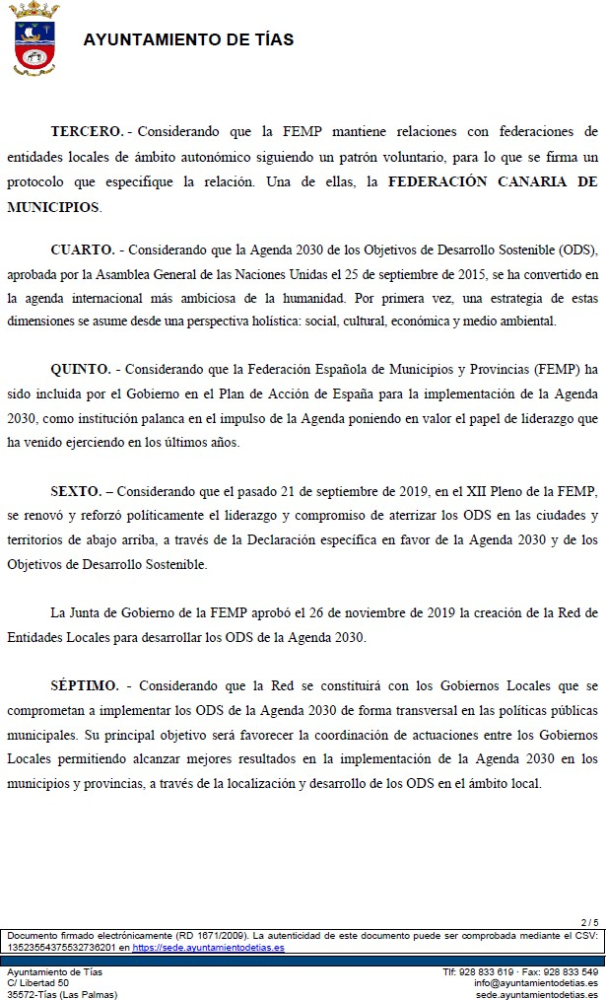 AYUNTAMIENTO DE TÍAS
TERCERO. - Considerando que la FEMP mantiene relaciones con federaciones de
entidades locales de ámbito autonómico siguiendo un patrón voluntario, para lo que se firma un
protocolo que especifique la relación. Una de ellas, la FEDERACIÓN CANARIA DE
MUNICIPIOS.
CUARTO. - Considerando que la Agenda 2030 de los Objetivos de Desarrollo Sostenible (ODS),
aprobada por la Asamblea General de las Naciones Unidas el 25 de septiembre de 2015, se ha convertido en
la agenda internacional más ambiciosa de la humanidad. Por primera vez, una estrategia de estas
dimensiones se asume desde una perspectiva holística: social, cultural, económica y medio ambiental.
QUINTO. - Considerando que la Federación Española de Municipios y Provincias (FEMP) ha
sido incluida por el Gobierno en el Plan de Acción de España para la implementación de la Agenda
2030, como institución palanca en el impulso de la Agenda poniendo en valor el papel de liderazgo que
ha venido ejerciendo en los últimos años.
SEXTO. – Considerando que el pasado 21 de septiembre de 2019, en el XII Pleno de la FEMP,
se renovó y reforzó políticamente el liderazgo y compromiso de aterrizar los ODS en las ciudades y
territorios de abajo arriba, a través de la Declaración específica en favor de la Agenda 2030 y de los
Objetivos de Desarrollo Sostenible.
La Junta de Gobierno de la FEMP aprobó el 26 de noviembre de 2019 la creación de la Red de
Entidades Locales para desarrollar los ODS de la Agenda 2030.
SÉPTIMO. - Considerando que la Red se constituirá con los Gobiernos Locales que se
comprometan a implementar los ODS de la Agenda 2030 de forma transversal en las políticas públicas
municipales. Su principal objetivo será favorecer la coordinación de actuaciones entre los Gobiernos
Locales permitiendo alcanzar mejores resultados en la implementación de la Agenda 2030 en los
municipios y provincias, a través de la localización y desarrollo de los ODS en el ámbito local.
2 / 5
Documento firmado electrónicamente (RD 1671/2009). La autenticidad de este documento puede ser comprobada mediante el CSV:
13523554375532736201 en https://sede.ayuntamientodetias.es
Ayuntamiento de Tías
C/ Libertad 50
35572-Tías (Las Palmas)
Tlf: 928 833 619 · Fax: 928 833 549
info@ayuntamientodetias.es
sede.ayuntamientodetias.es